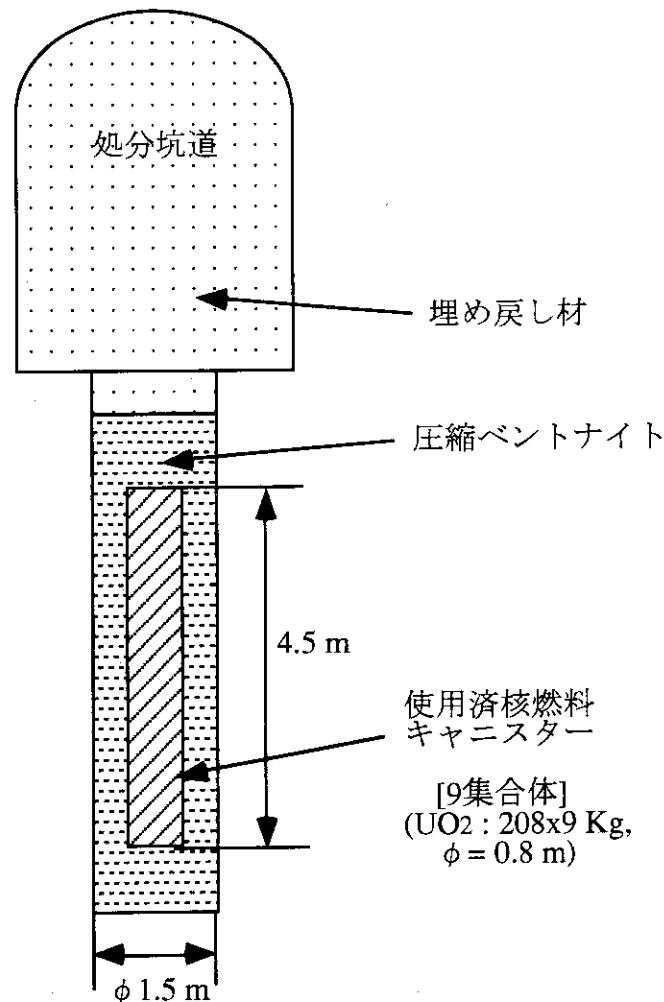 処分坑道
埋め戻し材
圧縮ベントナイト
4.5 m
使用済核燃料
キャニスター
[9集合体]
(UO2 : 208x9 Kg,
φ = 0.8 m)
φ 1.5 m